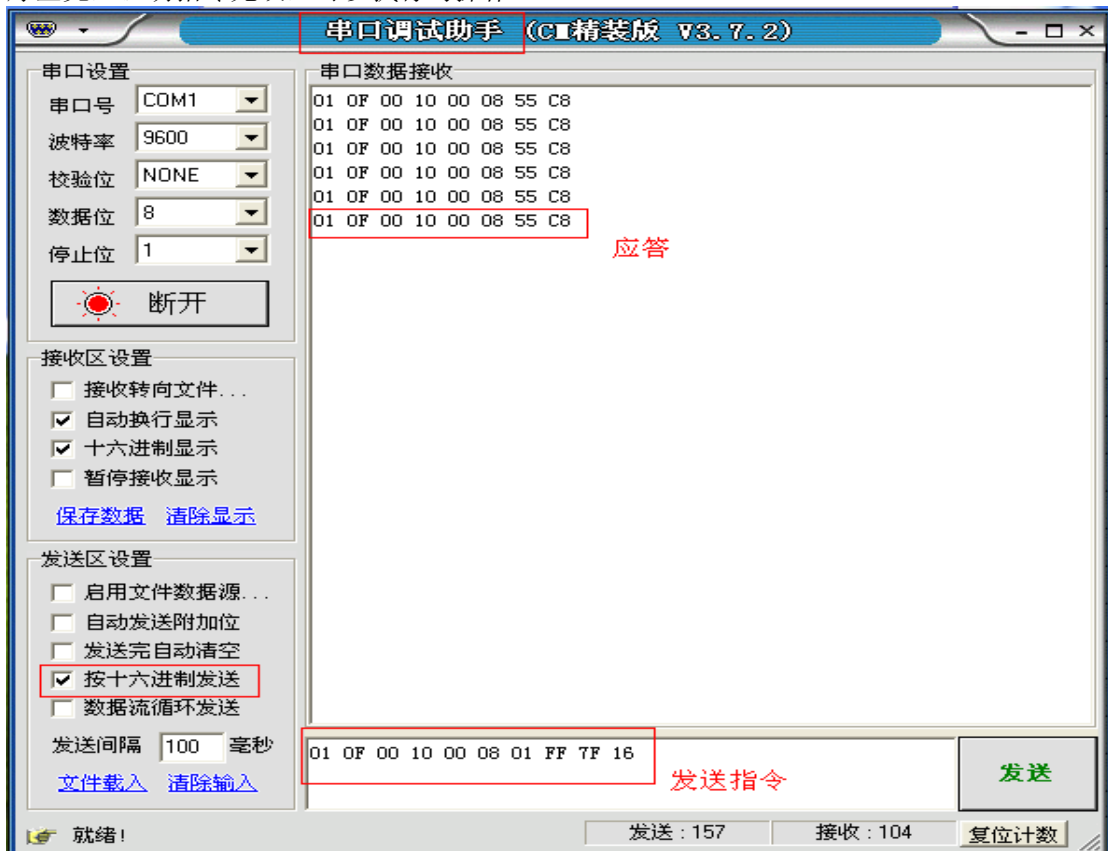 串口调试助手 (CM精装版 V3.7.2)
串口设置
串口号 COM1
波特率 9600
校验位 NONE
数据位 8
停止位 1
断开
接收区设置
接收转向文件...
自动换行显示
十六进制显示
暂停接收显示
保存数据 清除显示
发送区设置
启用文件数据源...
自动发送附加位
发送完自动清空
按十六进制发送
数据流循环发送
发送间隔 100 毫秒
文件载入 清除输入
就绪!
串口数据接收
01 0F 00 10 00 08 55 C8
01 0F 00 10 00 08 55 C8
01 0F 00 10 00 08 55 C8
01 0F 00 10 00 08 55 C8
01 0F 00 10 00 08 55 C8
01 0F 00 10 00 08 55 C8
应答
01 0F 00 10 00 08 01 FF 7F 16
发送指令
发送
发送:157 接收:104 复位计数